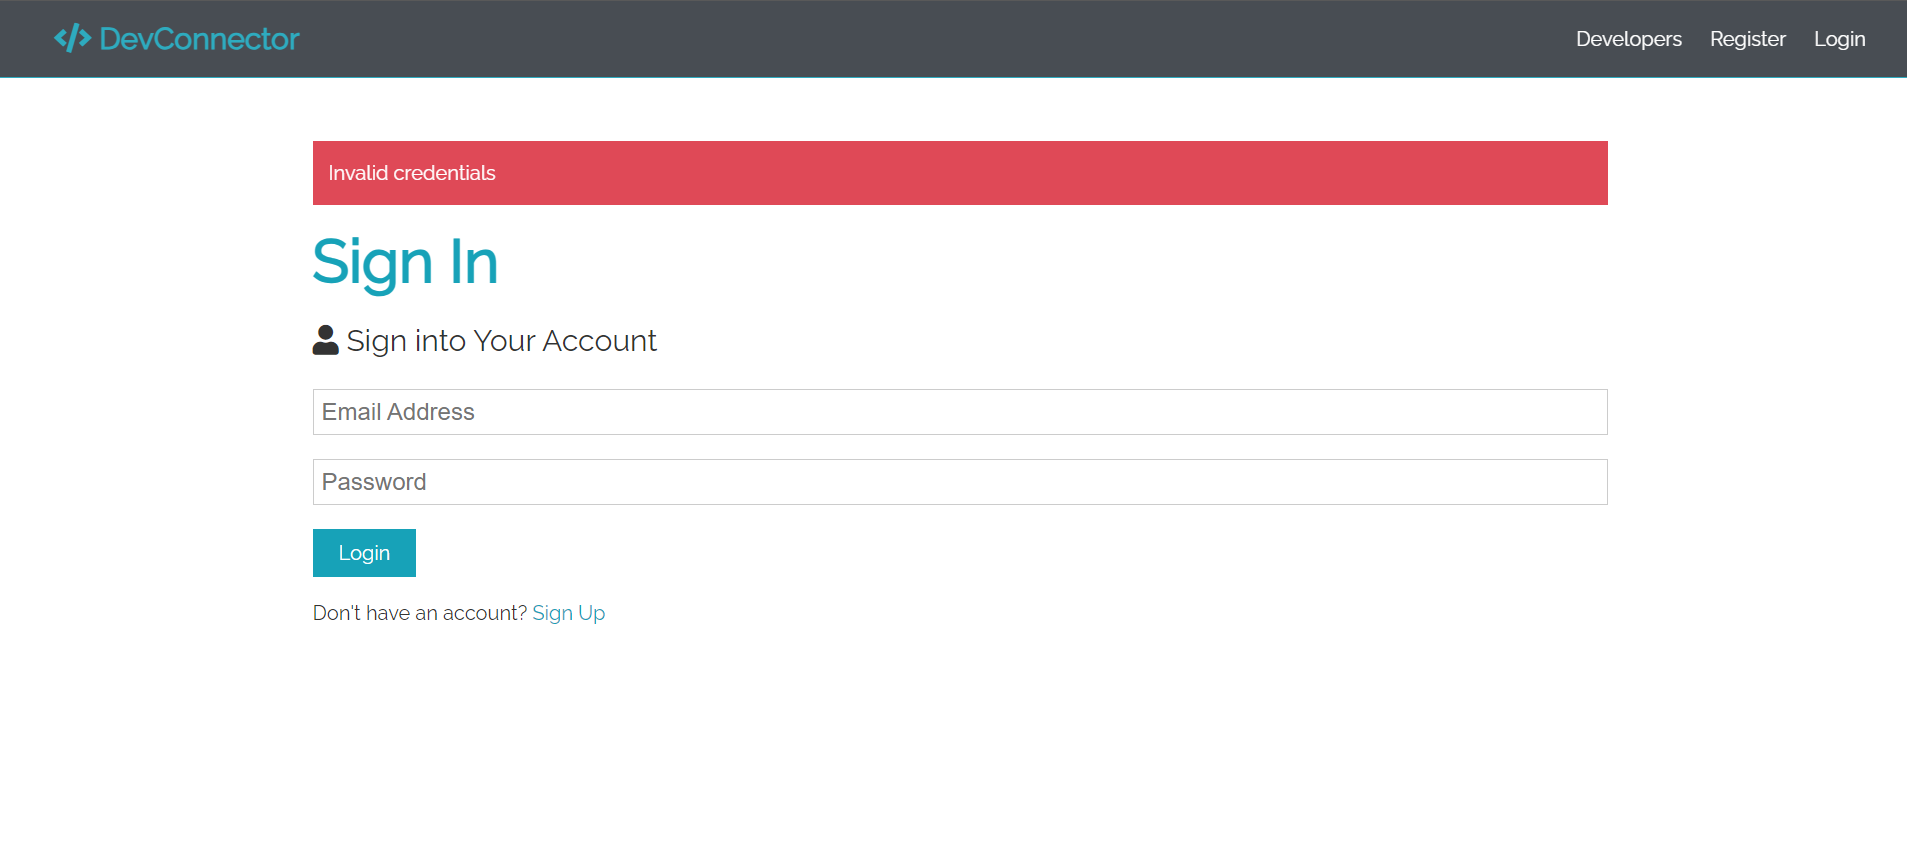 DevConnector
Developers Register Login
Invalid credentials
Sign In
Sign into Your Account
Email Address
Password
Login
Don't have an account? Sign Up